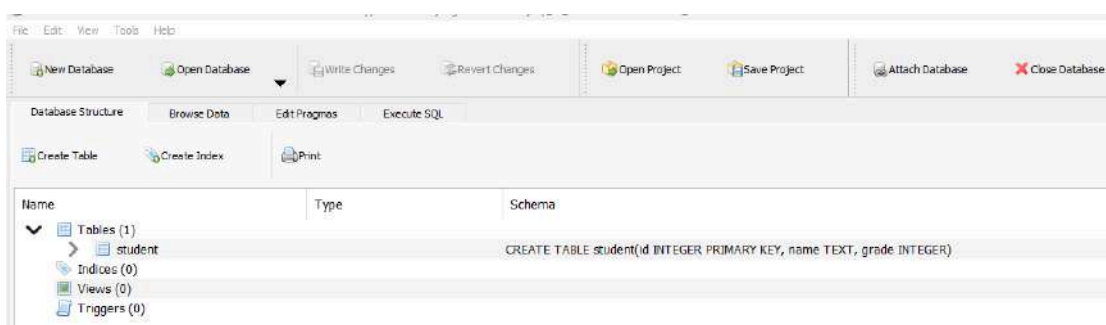 File Edit View Tools Help
New Database Open Database Write Changes Revert Changes Open Project Save Project Attach Database Close Database
Database Structure Browse Data Edit Pragmas Execute SQL
Create Table Create Index Print
Name Type Schema
Tables (1)
student CREATE TABLE student(id INTEGER PRIMARY KEY, name TEXT, grade INTEGER)
Indices (0)
Views (0)
Triggers (0)